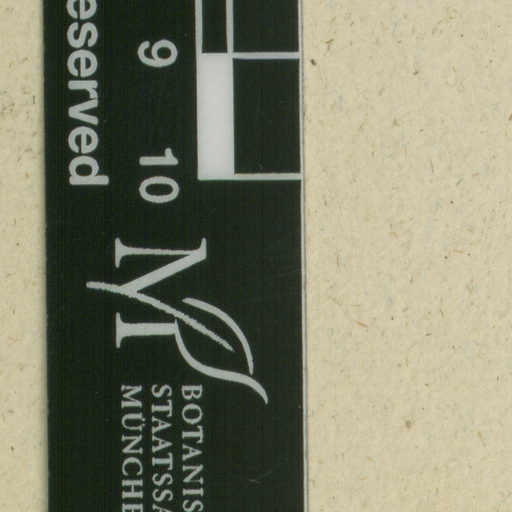 9 10
eserved
M
BOTANIS
STAATSSA
MÜNCHE